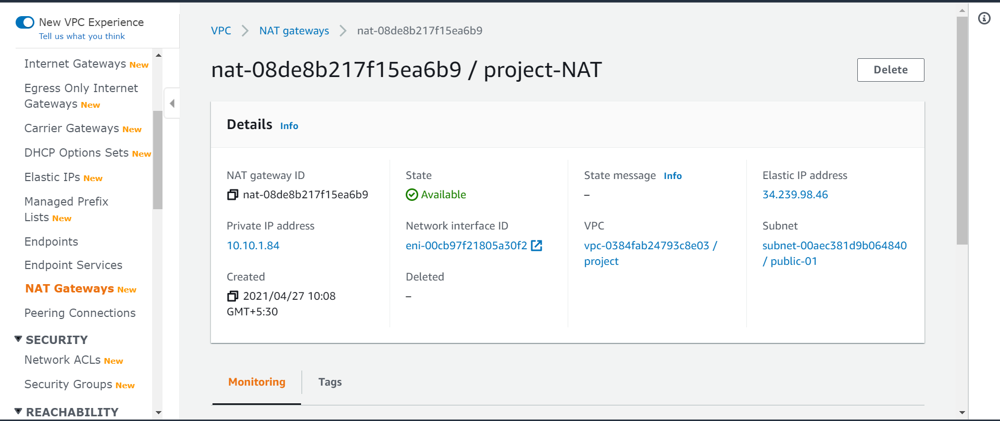 New VPC Experience
Tell us what you think
Internet Gateways New
Egress Only Internet
Gateways New
Carrier Gateways New
DHCP Options Sets New
Elastic IPs New
Managed Prefix
Lists New
Endpoints
Endpoint Services
NAT Gateways New
Peering Connections
SECURITY
Network ACLs New
Security Groups New
REACHABILITY
VPC > NAT gateways > nat-08de8b217f15ea6b9
nat-08de8b217f15ea6b9 / project-NAT
Delete
Details Info
NAT gateway ID
nat-08de8b217f15ea6b9
State
Available
State message Info
–
Elastic IP address
34.239.98.46
Private IP address
10.10.1.84
Network interface ID
eni-00cb97f21805a30f2
VPC
vpc-0384fab24793c8e03 /
project
Subnet
subnet-00aec381d9b064840
/ public-01
Created
2021/04/27 10:08
GMT+5:30
Deleted
–
Monitoring
Tags